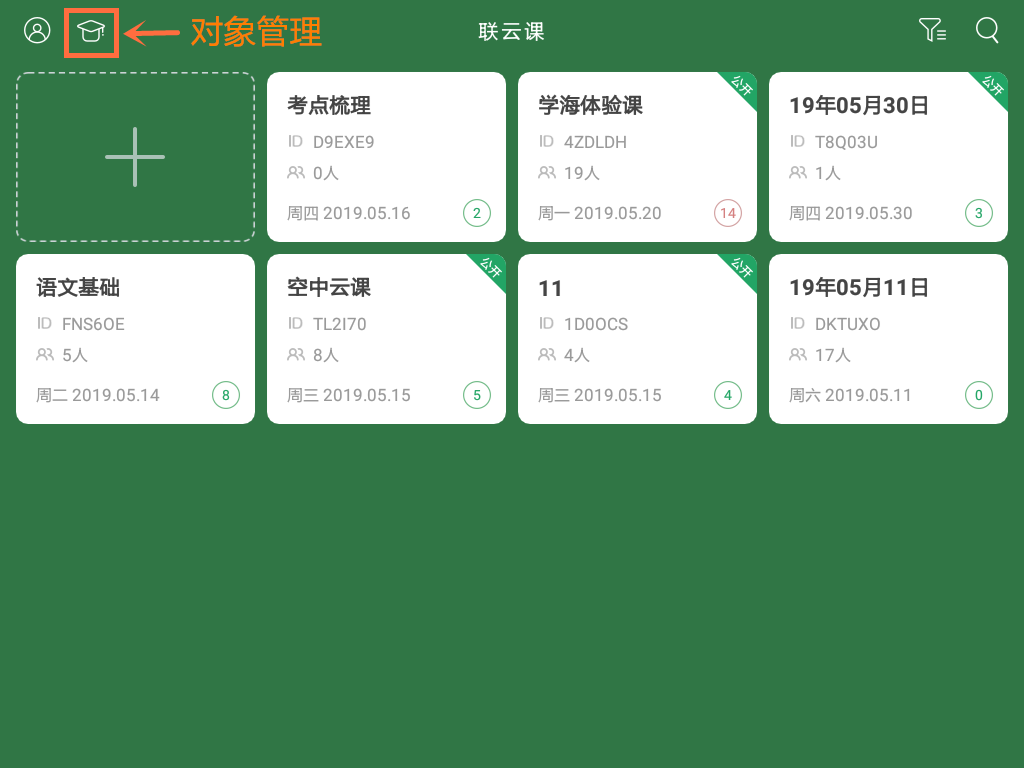 对象管理
联云课
考点梳理
ID D9EXE9
0人
周四 2019.05.16
2
公开
学海体验课
ID 4ZDLDH
19人
周一 2019.05.20
14
公开
19年05月30日
ID T8Q03U
1人
周四 2019.05.30
3
语文基础
ID FNS6OE
5人
周二 2019.05.14
8
公开
空中云课
ID TL2I70
8人
周三 2019.05.15
5
公开
11
ID 1D0OCS
4人
周三 2019.05.15
4
19年05月11日
ID DKTUXO
17人
周六 2019.05.11
0